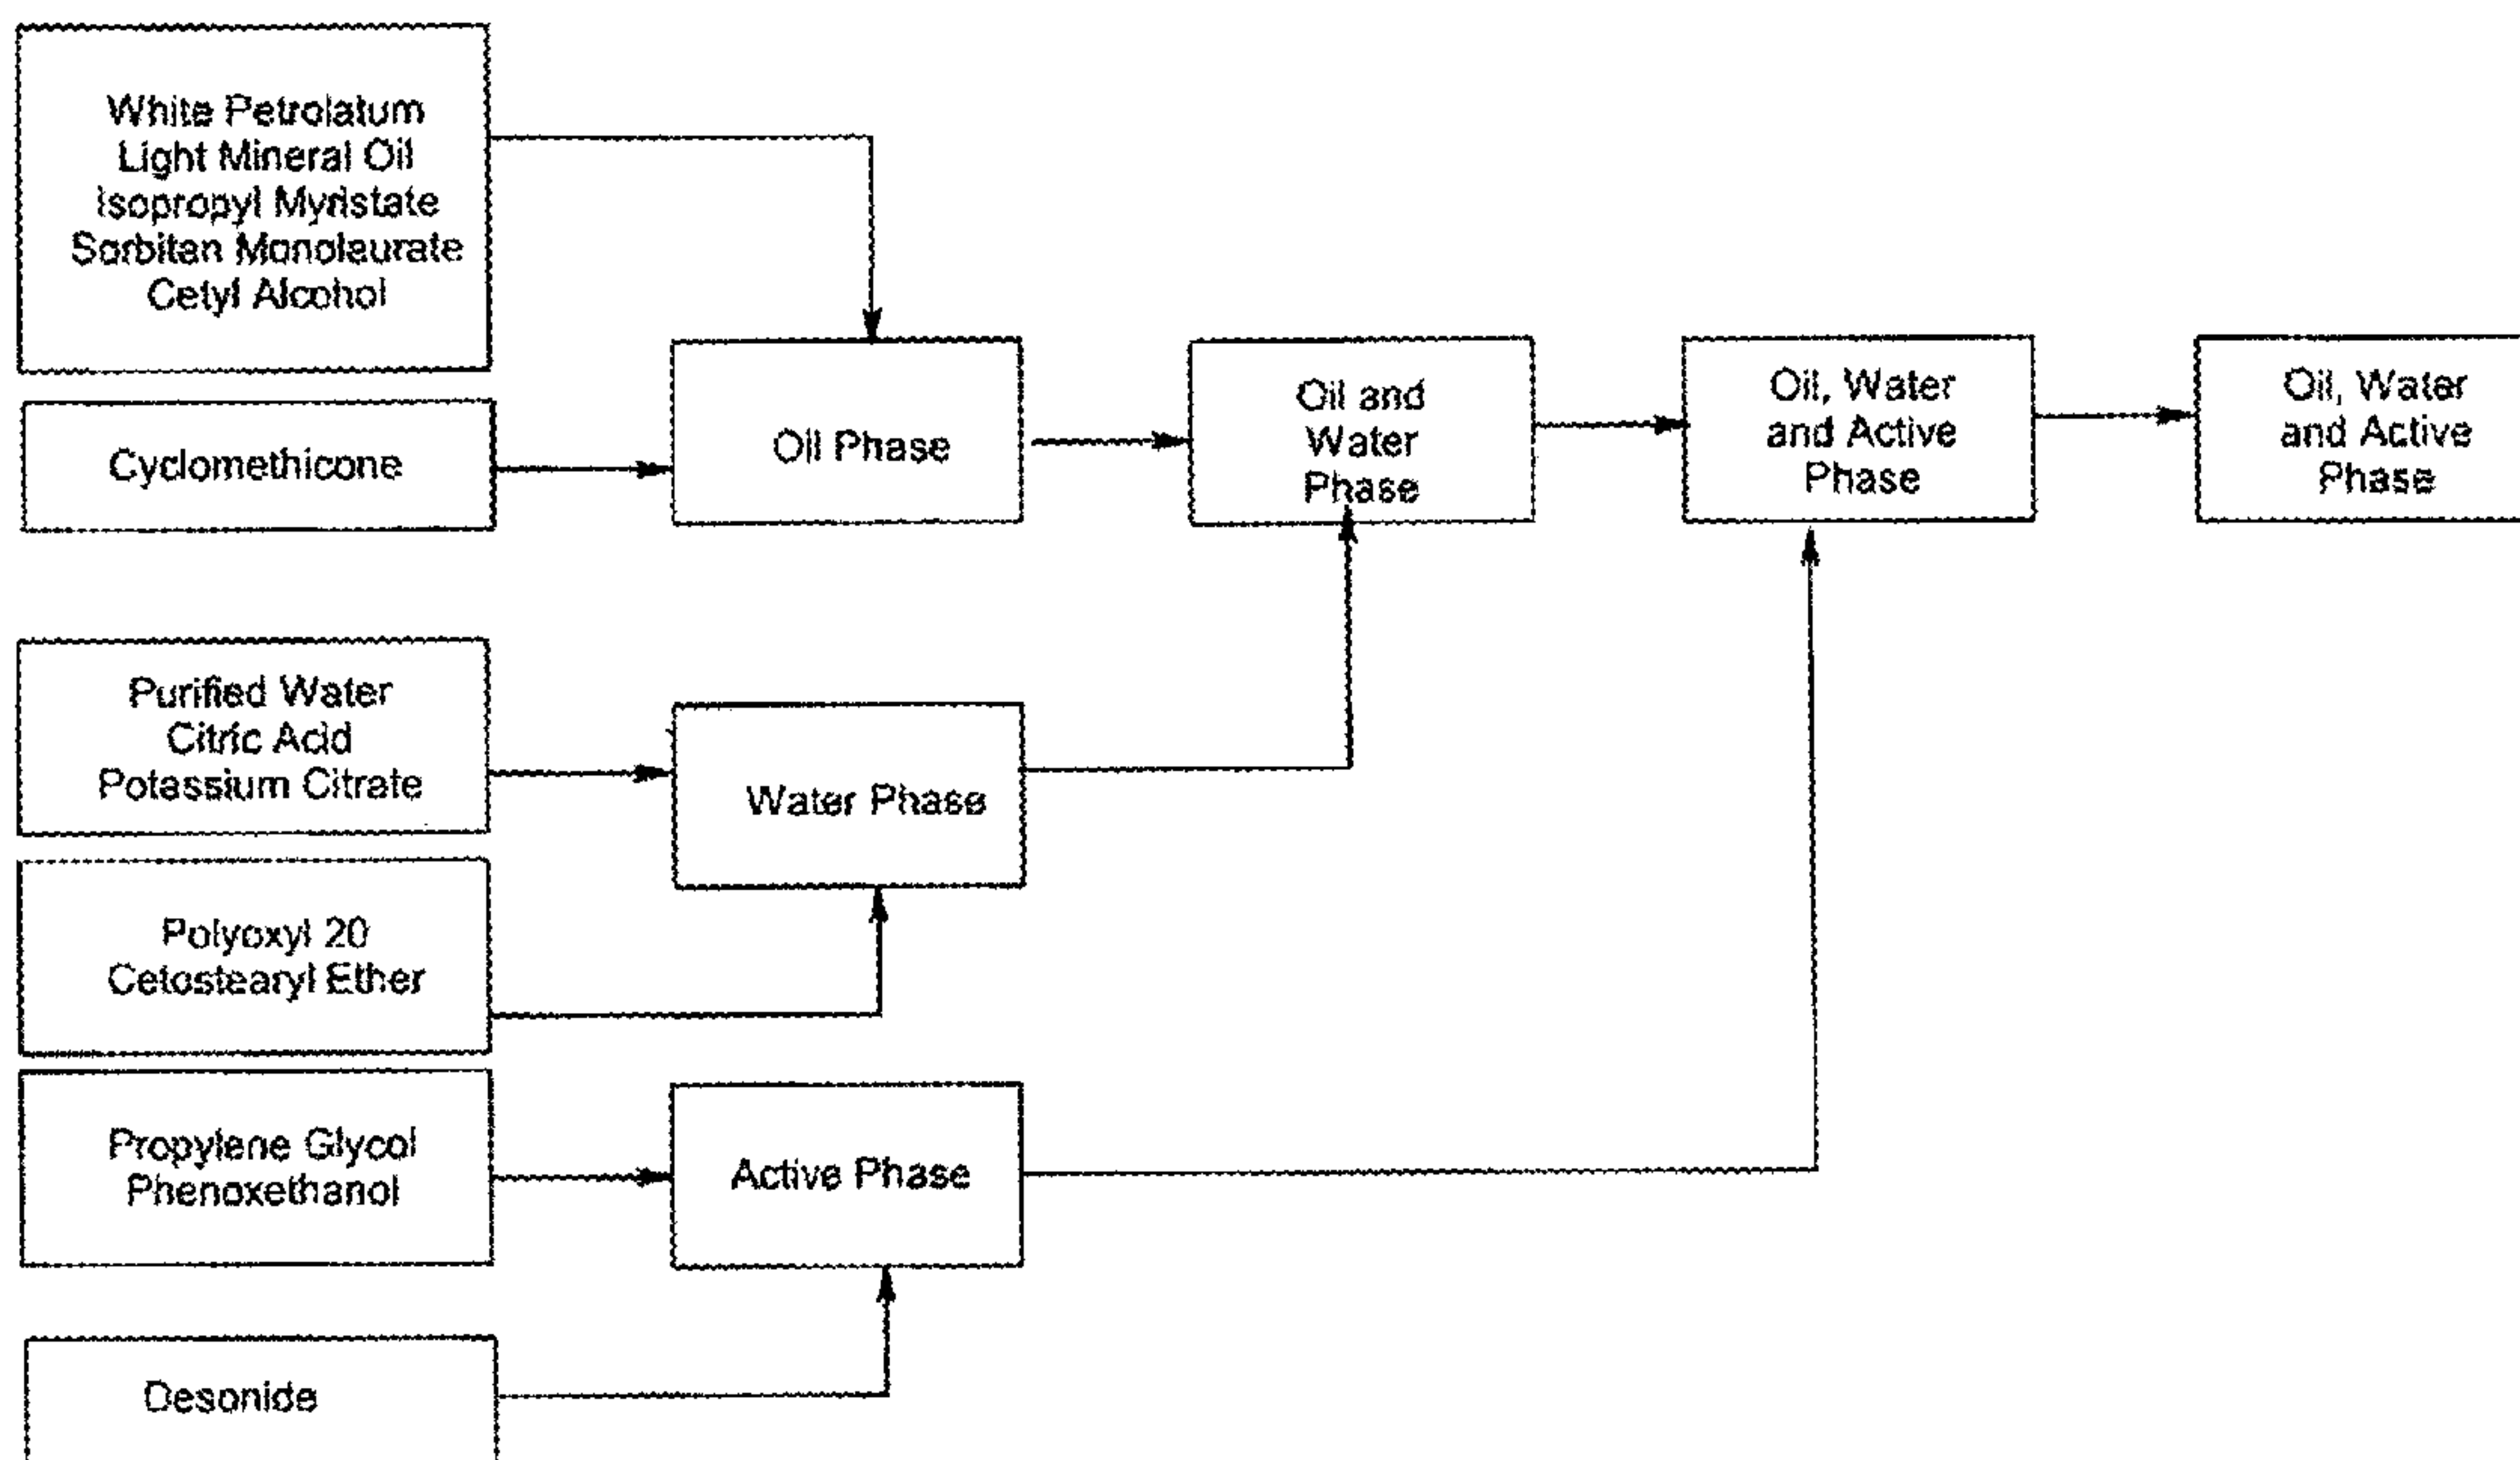 White Petrolatum
Light Mineral Oil
Isopropyl Myristate
Sorbitan Monolaurate
Cetyl Alcohol
Cyclomethicone
Oil Phase
Oil and
Water
Phase
Oil, Water
and Active
Phase
Oil, Water
and Active
Phase
Purified Water
Citric Acid
Potassium Citrate
Water Phase
Polyoxyl 20
Cetostearyl Ether
Propylene Glycol
Phenoxethanol
Active Phase
Desonide